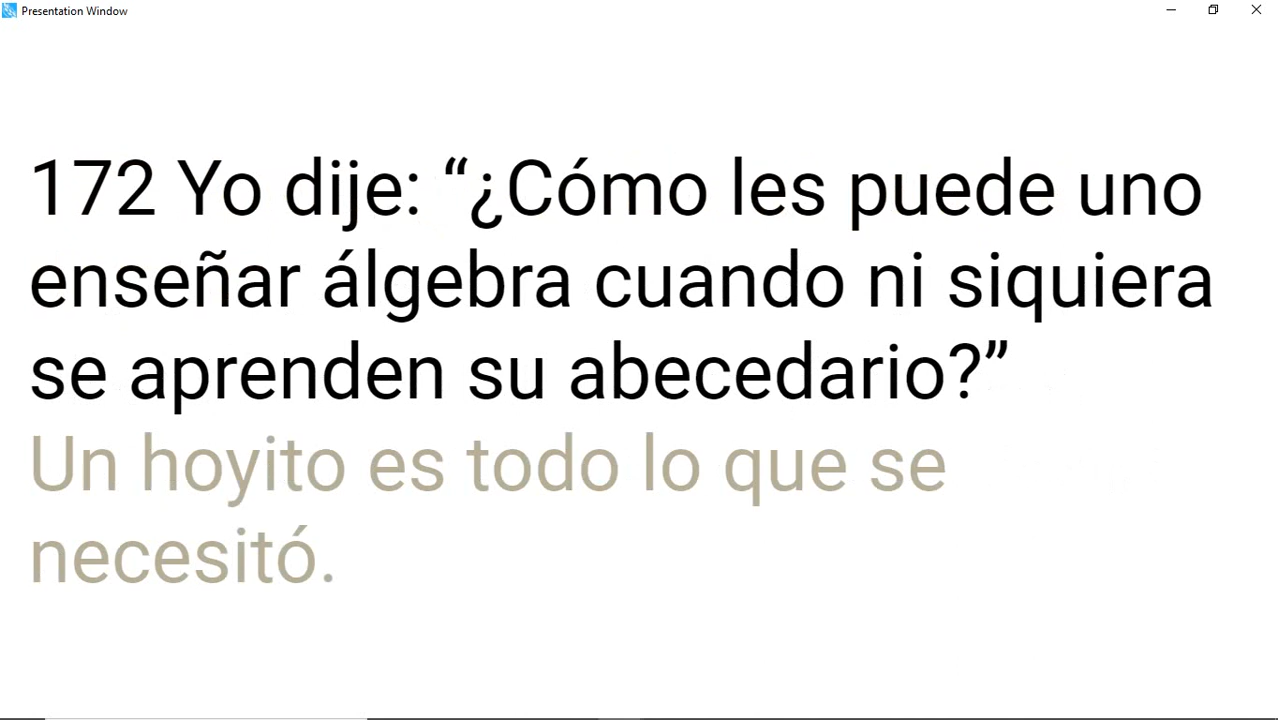 Presentation Window
172 Yo dije: “¿Cómo les puede uno
enseñar álgebra cuando ni siquiera
se aprenden su abecedario?”
Un hoyito es todo lo que se
necesitó.